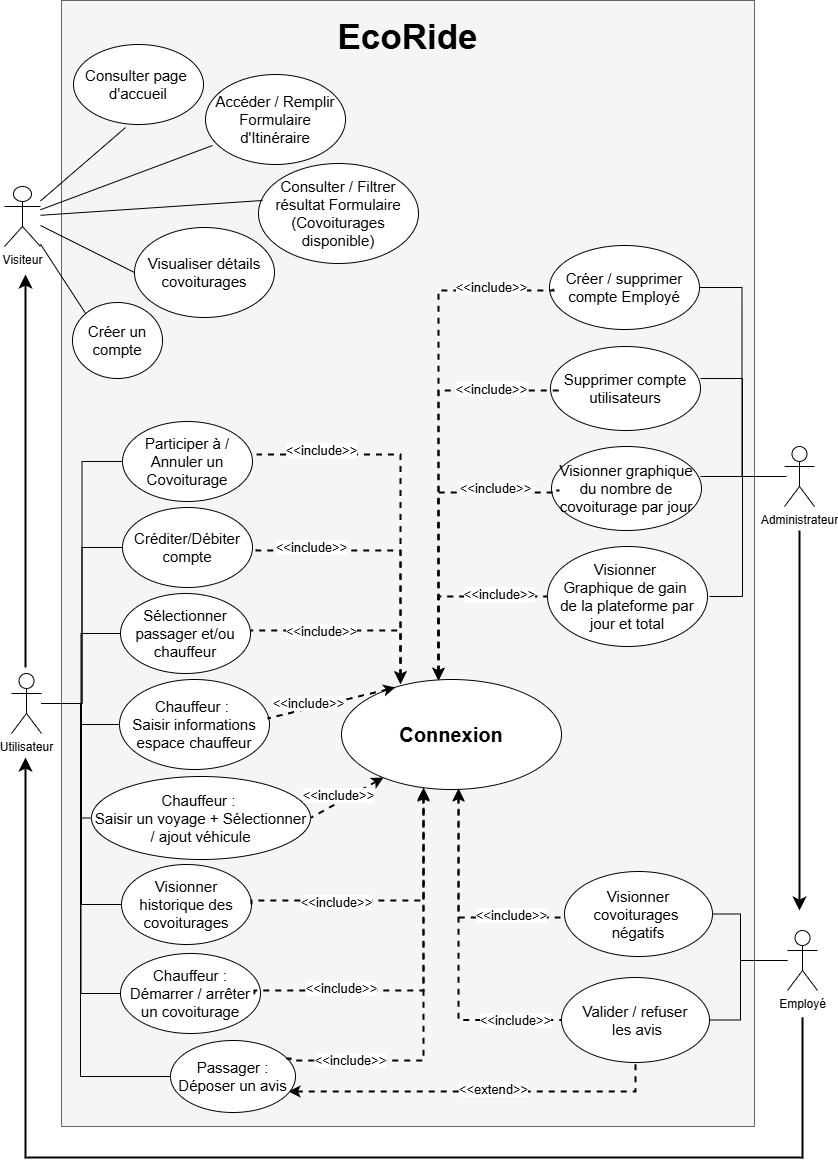 EcoRide
Consulter page
d'accueil
Accéder / Remplir
Formulaire
d'Itinéraire
Consulter / Filtrer
résultat Formulaire
(Covoiturages
disponible)
Visiteur
Visualiser détails
covoiturages
Créer un
compte
<<include>>
Créer / supprimer
compte Employé
<<include>>
Supprimer compte
utilisateurs
Participer à /
Annuler un
Covoiturage
<<include>>
<<include>>
Visionner graphique
du nombre de
covoiturage par jour
Administrateur
Créditer/Débiter
compte
<<include>>
<<include>>
Visionner
Graphique de gain
de la plateforme par
jour et total
Sélectionner
passager et/ou
chauffeur
<<include>>
Utilisateur
Chauffeur :
Saisir informations
espace chauffeur
<<include>>
Connexion
Chauffeur :
Saisir un voyage + Sélectionner
/ ajout véhicule
<<include>>
Visionner
historique des
covoiturages
<<include>>
<<include>>
Visionner
covoiturages
négatifs
Chauffeur :
Démarrer / arrêter
un covoiturage
<<include>>
Employé
<<include>>
Valider / refuser
les avis
Passager :
Déposer un avis
<<include>>
<<extend>>